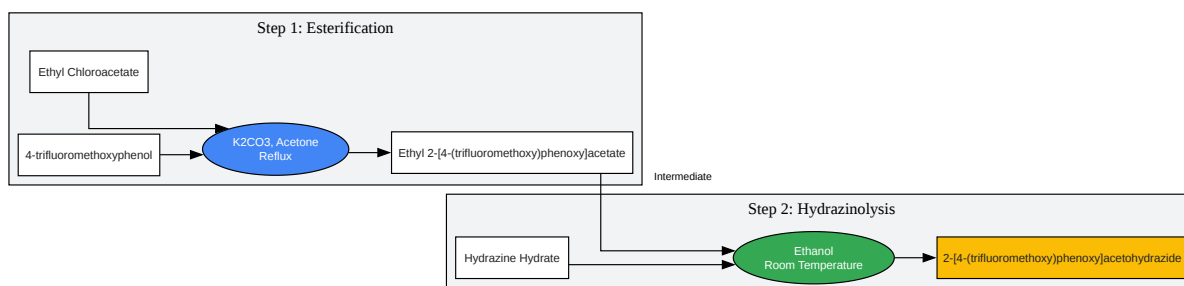 Step 1: Esterification
Ethyl Chloroacetate
4-trifluoromethoxyphenol
K2CO3, Acetone
Reflux
Ethyl 2-[4-(trifluoromethoxy)phenoxy]acetate
Intermediate
Step 2: Hydrazinolysis
Hydrazine Hydrate
Ethanol
Room Temperature
2-[4-(trifluoromethoxy)phenoxy]acetohydrazide